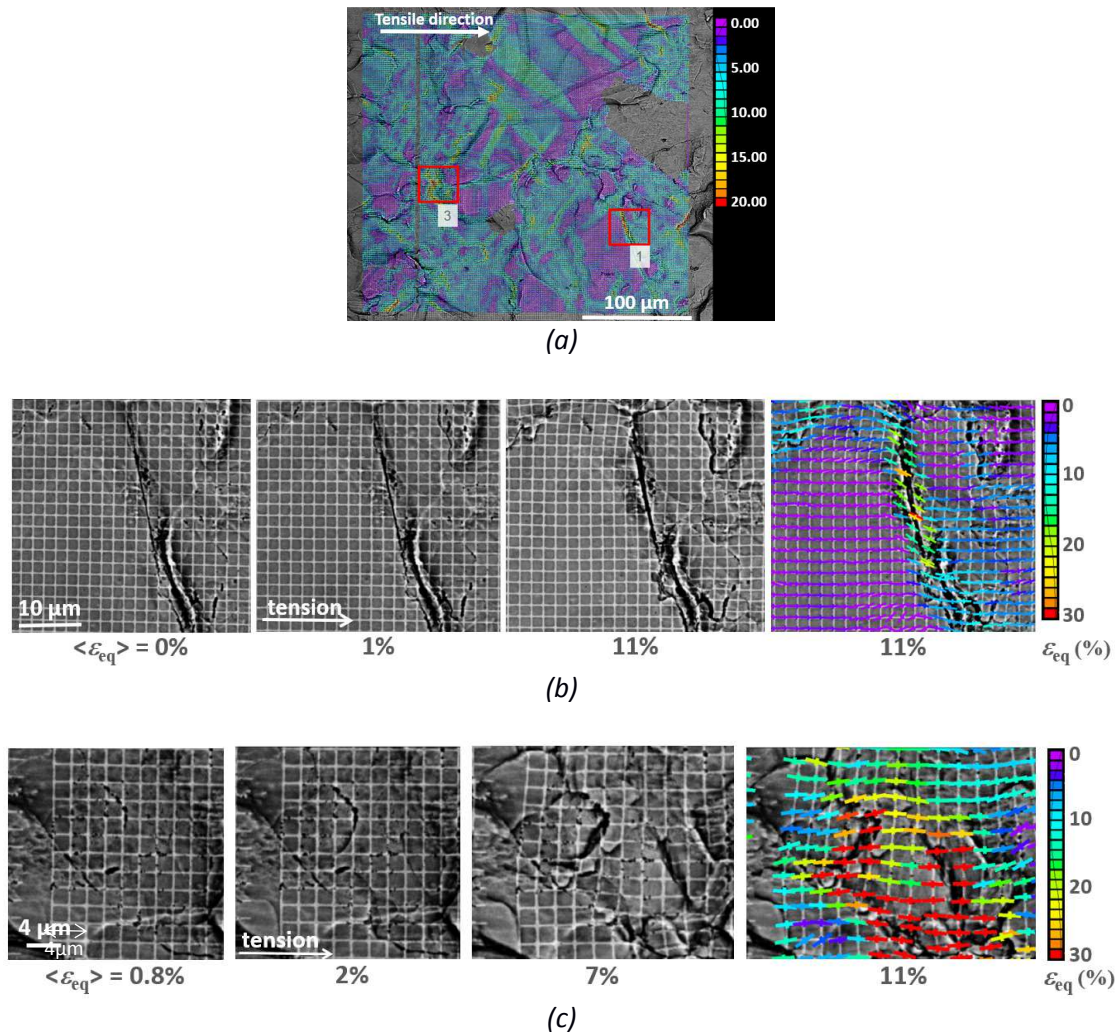 Tensile direction
0.00
5.00
10.00
15.00
20.00
3
1
100 µm
(a)
10 µm
tension
<εeq> = 0%
1%
11%
11%
0
10
20
30
εeq (%)
(b)
4 µm
4µm
tension
<εeq> = 0.8%
2%
7%
11%
0
10
20
30
εeq (%)
(c)